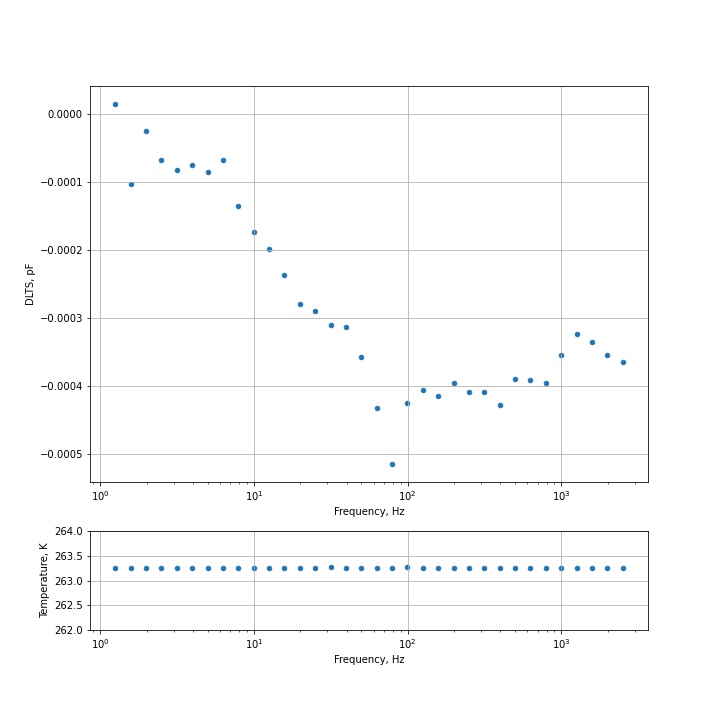 0.0000
−0.0001
−0.0002
−0.0003
−0.0004
−0.0005
DLTS, pF
10⁰ 10¹ 10² 10³
Frequency, Hz
264.0
263.5
263.0
262.5
262.0
Temperature, K
10⁰ 10¹ 10² 10³
Frequency, Hz